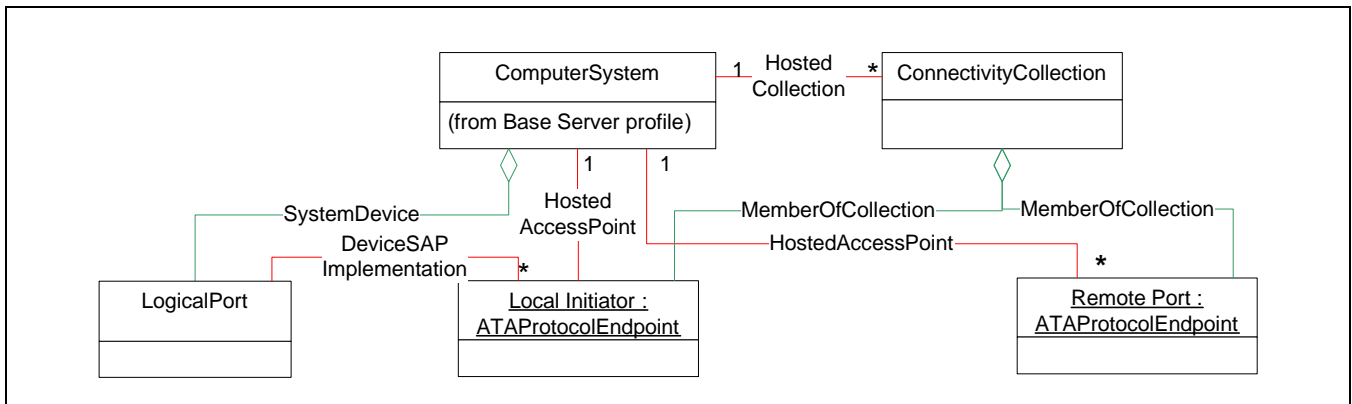 ComputerSystem
(from Base Server profile)
1
Hosted
Collection
*
ConnectivityCollection
1
1
Hosted
AccessPoint
SystemDevice
MemberOfCollection
MemberOfCollection
HostedAccessPoint
DeviceSAP
Implementation
*
*
LogicalPort
Local Initiator :
ATAProtocolEndpoint
Remote Port :
ATAProtocolEndpoint